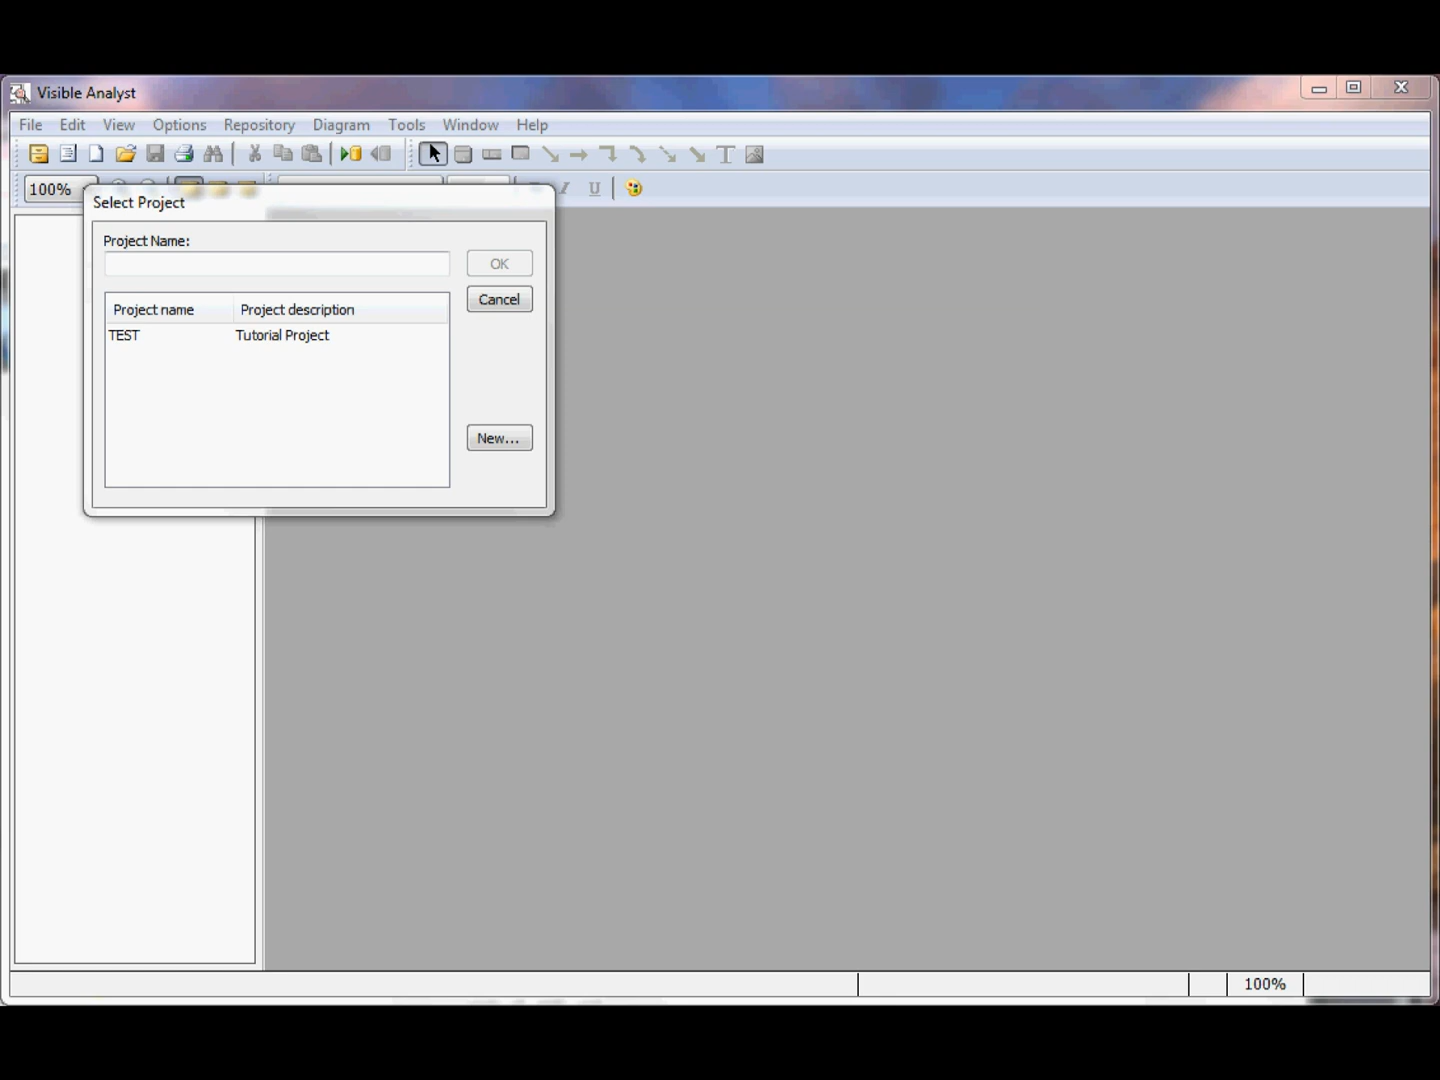 Visible Analyst
File Edit View Options Repository Diagram Tools Window Help
100% U
Select Project
Project Name:
OK
Cancel
Project name Project description
TEST Tutorial Project
New...
100%